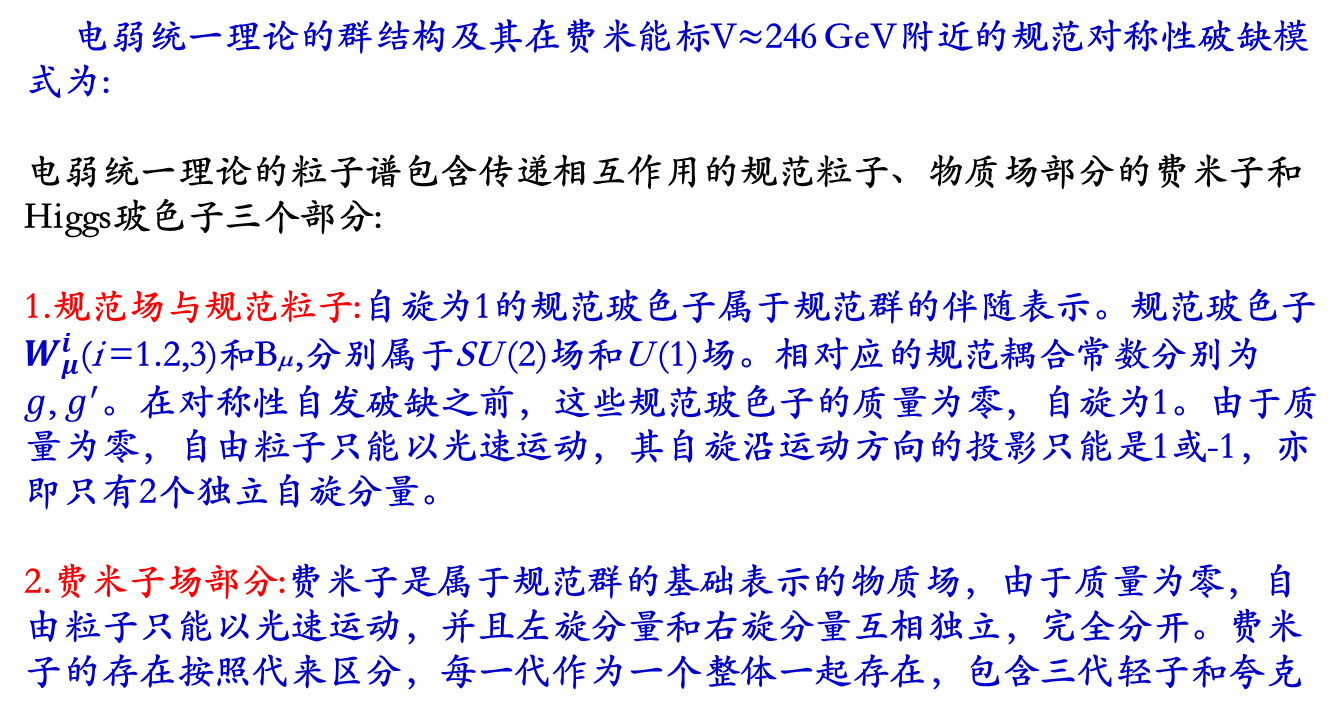 电弱统一理论的群结构及其在费米能标V≈246 GeV附近的规范对称性破缺模
式为:
电弱统一理论的粒子谱包含传递相互作用的规范粒子、物质场部分的费米子和
Higgs玻色子三个部分:
1.规范场与规范粒子:自旋为1的规范玻色子属于规范群的伴随表示。规范玻色子
$W_\mu^i$(i=1.2,3)和B$_\mu$,分别属于SU(2)场和U(1)场。相对应的规范耦合常数分别为
g, g′。在对称性自发破缺之前，这些规范玻色子的质量为零，自旋为1。由于质
量为零，自由粒子只能以光速运动，其自旋沿运动方向的投影只能是1或-1，亦
即只有2个独立自旋分量。
2.费米子场部分:费米子是属于规范群的基础表示的物质场，由于质量为零，自
由粒子只能以光速运动，并且左旋分量和右旋分量互相独立，完全分开。费米
子的存在按照代来区分，每一代作为一个整体一起存在，包含三代轻子和夸克